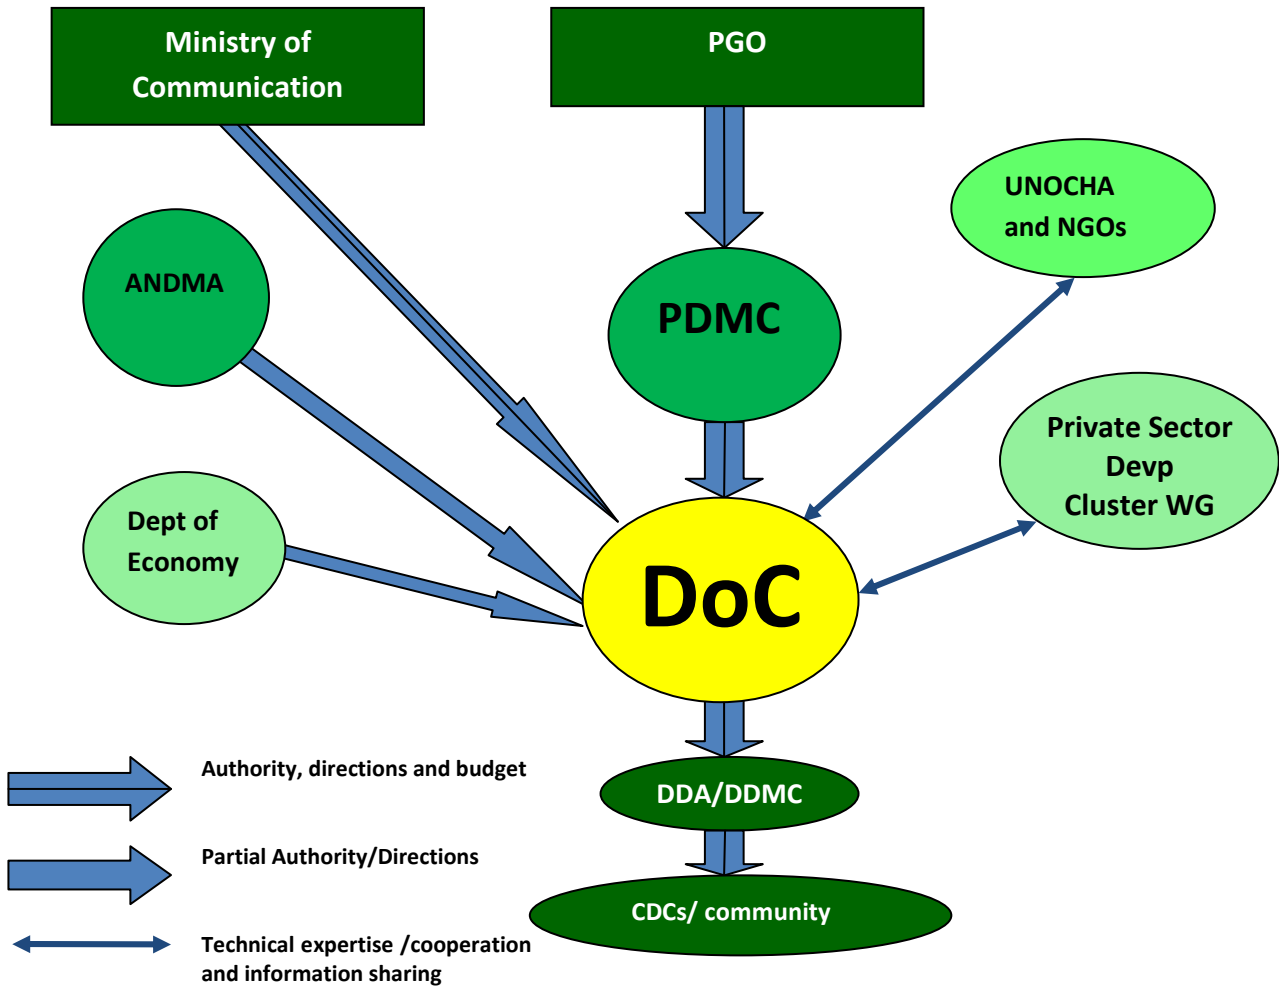 Ministry of
Communication
PGO
UNOCHA
and NGOs
ANDMA
PDMC
Private Sector
Devp
Cluster WG
Dept of
Economy
DoC
Authority, directions and budget
DDA/DDMC
Partial Authority/Directions
CDCs/ community
Technical expertise /cooperation
and information sharing